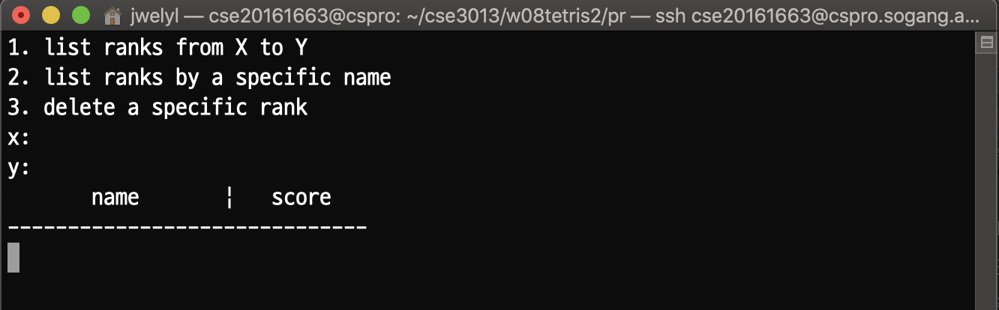 jwelyl — cse20161663@cspro: ~/cse3013/w08tetris2/pr — ssh cse20161663@cspro.sogang.a...
1. list ranks from X to Y
2. list ranks by a specific name
3. delete a specific rank
x:
y:
name ¦ score
------------------------------